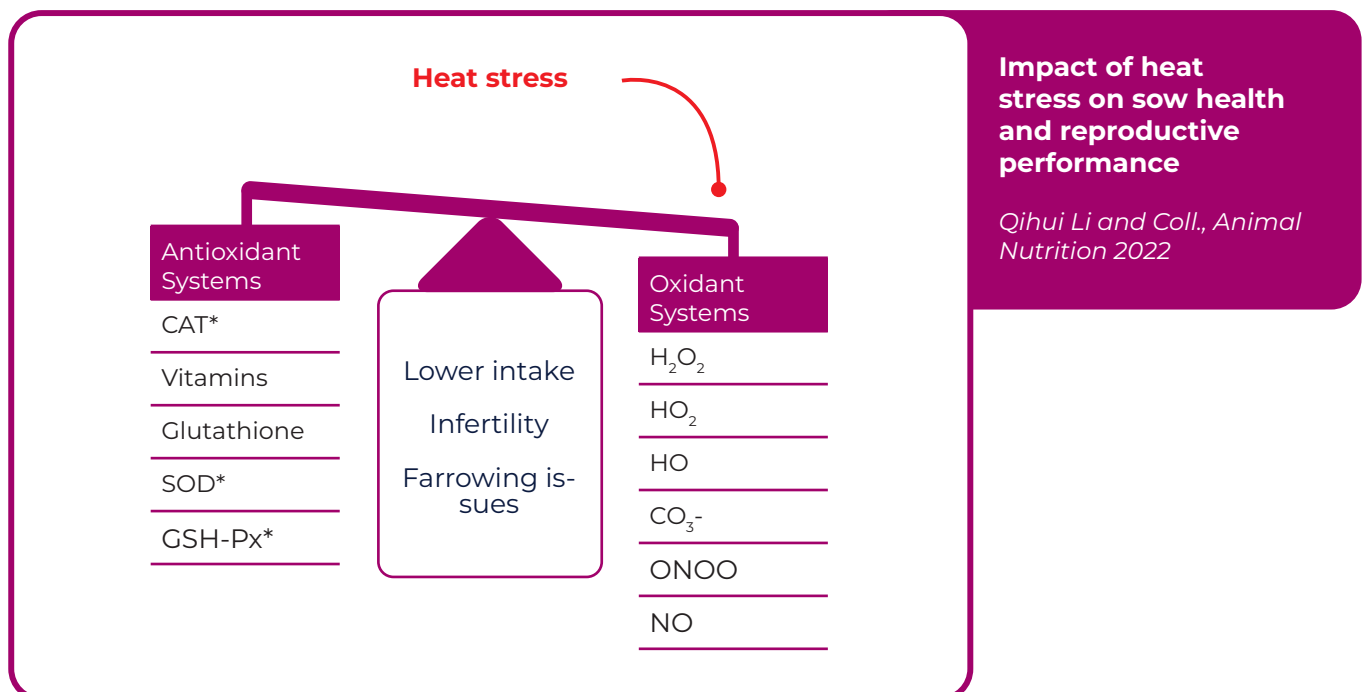 Heat stress
Impact of heat
stress on sow health
and reproductive
performance
Qihui Li and Coll., Animal
Nutrition 2022
Antioxidant
Systems
CAT*
Vitamins
Glutathione
SOD*
GSH-Px*
Lower intake
Infertility
Farrowing is-
sues
Oxidant
Systems
H₂O₂
HO₂
HO
CO₃-
ONOO
NO